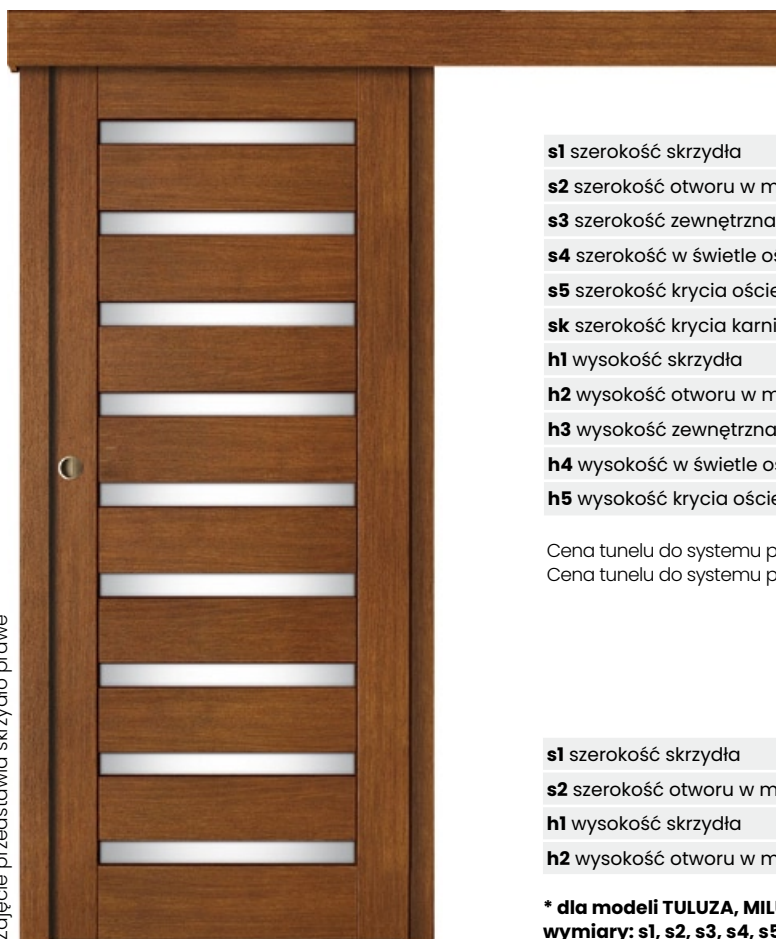 s1 szerokość skrzydła
s2 szerokość otworu w m
s3 szerokość zewnętrzna
s4 szerokość w świetle oś
s5 szerokość krycia oście
sk szerokość krycia karni
h1 wysokość skrzydła
h2 wysokość otworu w m
h3 wysokość zewnętrzna
h4 wysokość w świetle oś
h5 wysokość krycia oście
Cena tunelu do systemu p
Cena tunelu do systemu p
zdjęcie przedstawia skrzydło prawe
s1 szerokość skrzydła
s2 szerokość otworu w m
h1 wysokość skrzydła
h2 wysokość otworu w m
* dla modeli TULUZA, MIL
wymiary: s1, s2, s3, s4, s5